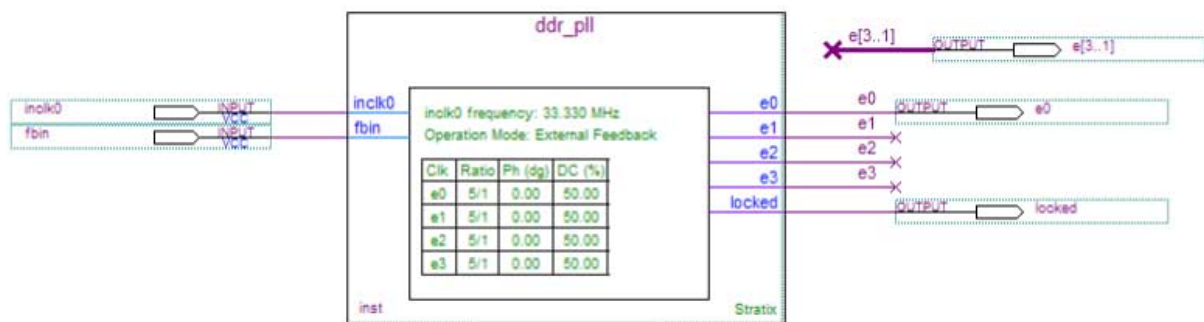 ddr_pll
e[3..1]
OUTPUT
e[3..1]
inclk0
INPUT
VCC
inclk0
fbin
INPUT
VCC
fbin
inclk0 frequency: 33.330 MHz
Operation Mode: External Feedback
Clk Ratio Ph (dg) DC (%)
e0 5/1 0.00 50.00
e1 5/1 0.00 50.00
e2 5/1 0.00 50.00
e3 5/1 0.00 50.00
e0
e1
e2
e3
locked
e0
OUTPUT
e0
e1
e2
e3
OUTPUT
locked
inst
Stratix